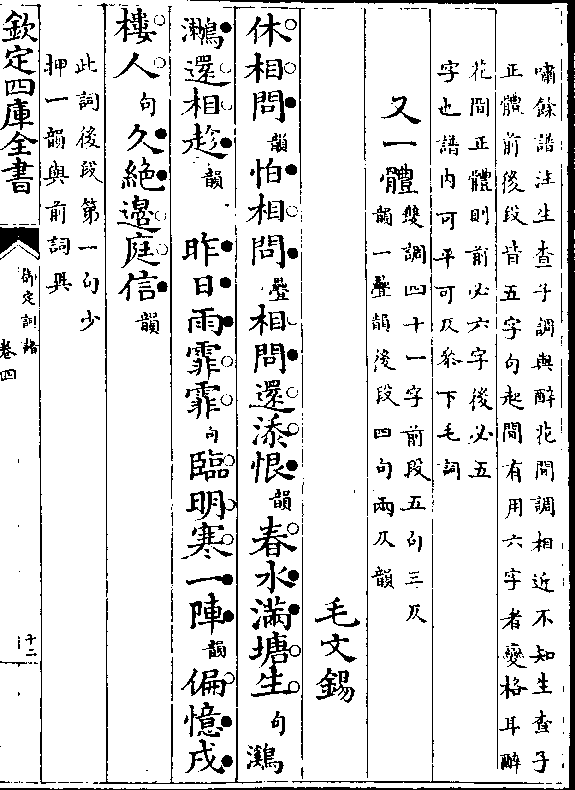 嘯餘譜注生查子調與醉花間調相近不知生查子
正體前後段皆五字句起間有用六字者變格耳醉
花間正體則前必六字後必五
字也譜内可平可仄叅下毛詞
又一體
雙調四十一字前段五句三仄
韻一疊韻後段四句兩仄韻
毛文錫
休相問韻怕相問疊相問還添恨韻春水滿塘生句鸂
鶒還相趂韻 昨日雨霏霏句臨明寒一陣韻偏憶戍
樓人句久絶邉庭信韻
此詞後段第一句少
押一韻與前詞異
欽定四庫全書
御定詞譜
卷四
十二